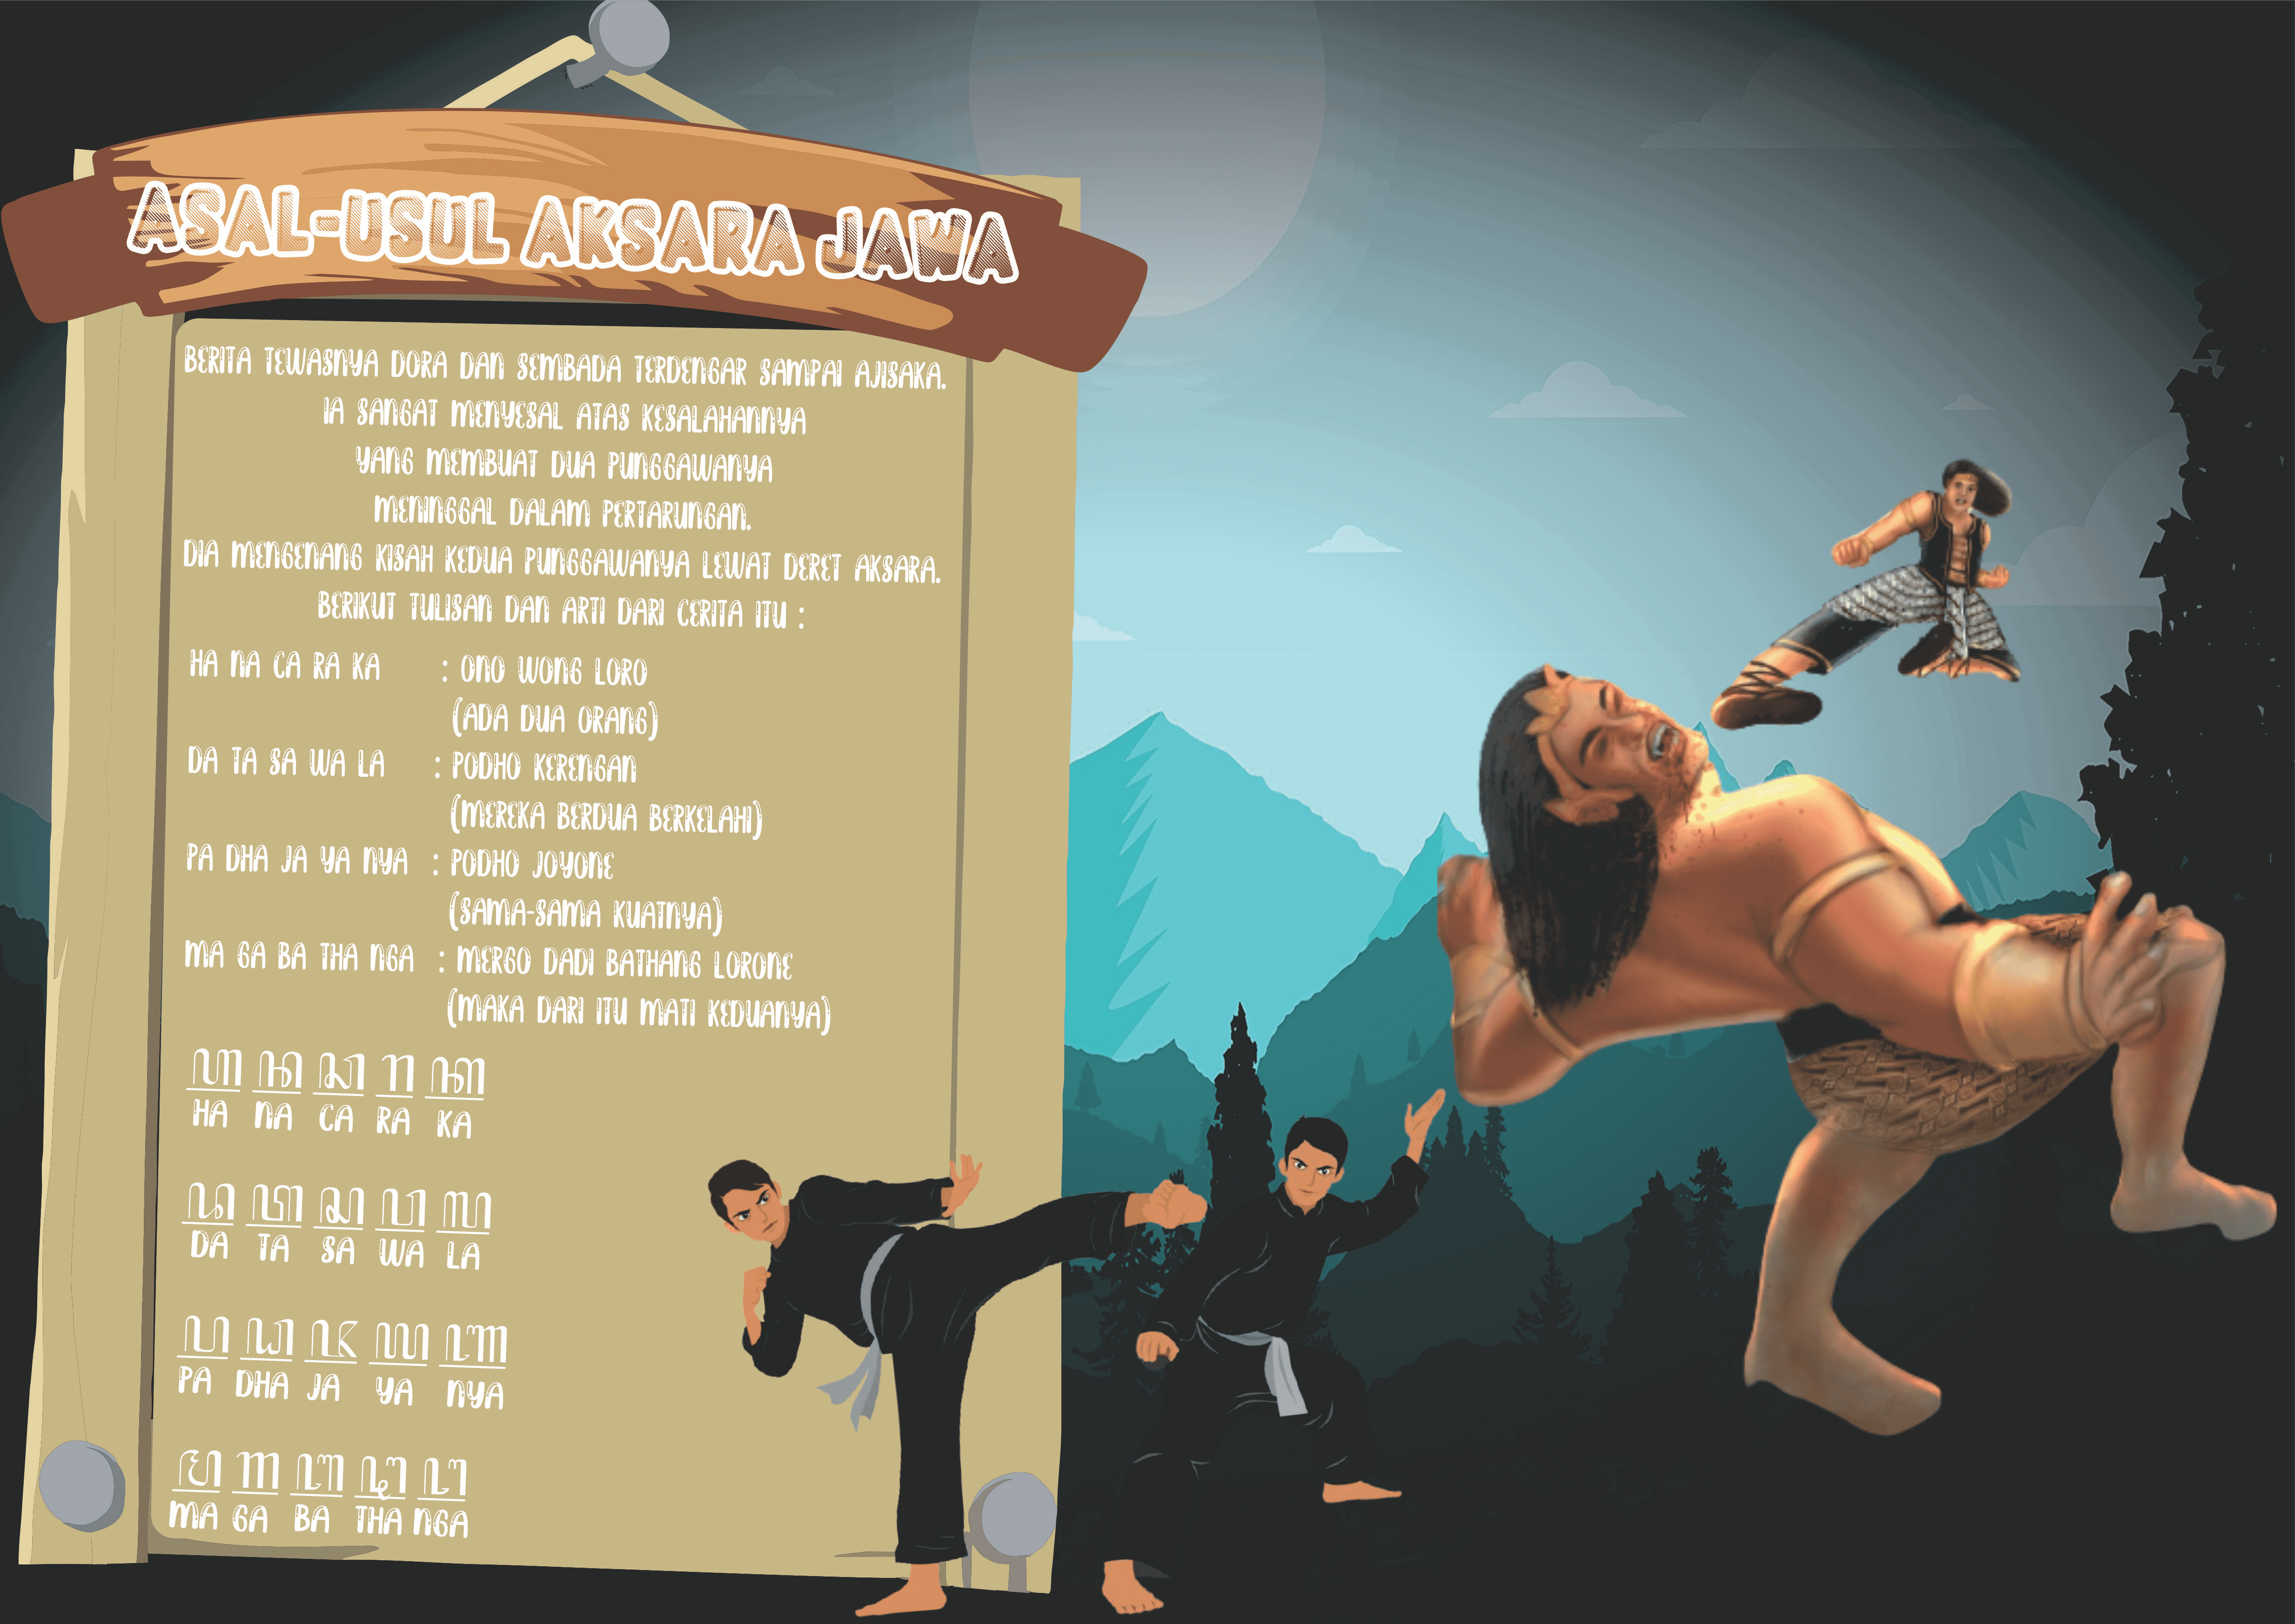 ASAL-USUL AKSARA JAWA
BERITA TEWASNYA DORA DAN SEMBADA TERDENGAR SAMPAI AJISAKA.
IA SANGAT MENYESAL ATAS KESALAHANNYA
YANG MEMBUAT DUA PUNGGAWANYA
MENINGGAL DALAM PERTARUNGAN.
DIA MENGENANG KISAH KEDUA PUNGGAWANYA LEWAT DERET AKSARA.
BERIKUT TULISAN DAN ARTI DARI CERITA ITU :
HA NA CA RA KA : ONO WONG LORO
(ADA DUA ORANG)
DA TA SA WA LA : PODHO KERENGAN
(MEREKA BERDUA BERKELAHI)
PA DHA JA YA NYA : PODHO JOYONE
(SAMA-SAMA KUATNYA)
MA GA BA THA NGA : MERGO DADI BATHANG LORONE
(MAKA DARI ITU MATI KEDUANYA)
ꦲ ꦤ ꦕ ꦫ ꦏ
HA NA CA RA KA
ꦢ ꦠ ꦱ ꦮ ꦭ
DA TA SA WA LA
ꦥ ꦝ ꦗ ꦪ ꦚ
PA DHA JA YA NYA
ꦩ ꦒ ꦧ ꦛ ꦔ
MA GA BA THA NGA